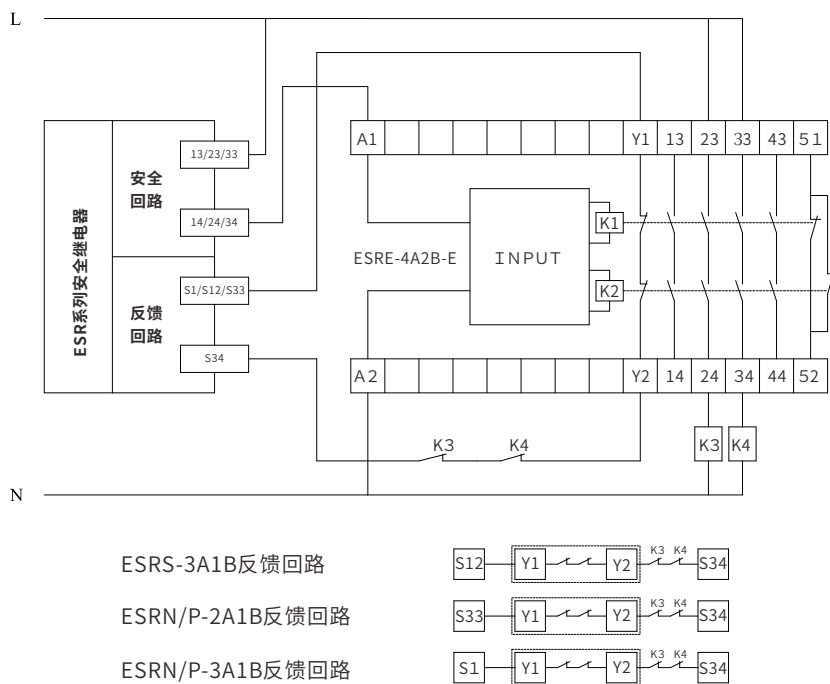 L
A1 Y1 13 23 33 43 51
13/23/33
安全
回路
14/24/34
K1
ESR系列安全继电器
ESRE-4A2B-E
INPUT
S1/S12/S33
K2
反馈
回路
S34
A2 Y2 14 24 34 44 52
K3 K4 K3 K4
N
ESRS-3A1B反馈回路 S12 Y1 Y2 K3 K4 S34
ESRN/P-2A1B反馈回路 S33 Y1 Y2 K3 K4 S34
ESRN/P-3A1B反馈回路 S1 Y1 Y2 K3 K4 S34